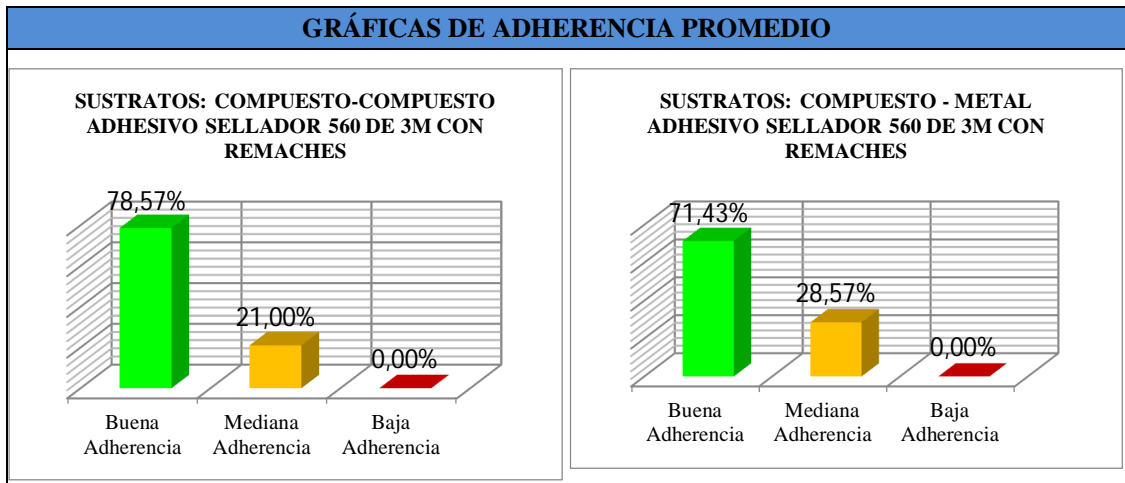 GRÁFICAS DE ADHERENCIA PROMEDIO
SUSTRATOS: COMPUESTO-COMPUESTO
ADHESIVO SELLADOR 560 DE 3M CON
REMACHES
78,57%
21,00%
0,00%
Buena
Adherencia
Mediana
Adherencia
Baja
Adherencia
SUSTRATOS: COMPUESTO - METAL
ADHESIVO SELLADOR 560 DE 3M CON
REMACHES
71,43%
28,57%
0,00%
Buena
Adherencia
Mediana
Adherencia
Baja
Adherencia